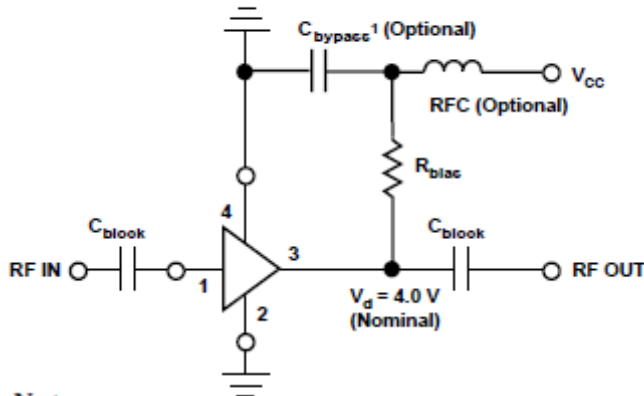 Cbypass1 (Optional)
VCC
RFC (Optional)
Rbias
4
Cblock
3
Cblock
RF IN
1
RF OUT
2
Vd = 4.0 V
(Nominal)